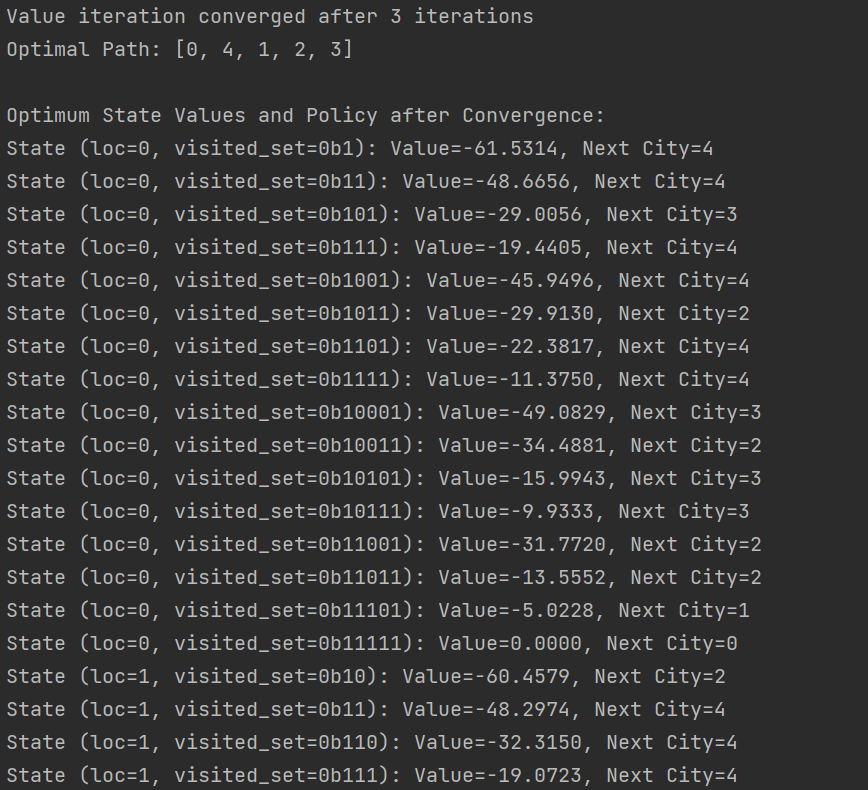 Value iteration converged after 3 iterations
Optimal Path: [0, 4, 1, 2, 3]
Optimum State Values and Policy after Convergence:
State (loc=0, visited_set=0b1): Value=-61.5314, Next City=4
State (loc=0, visited_set=0b11): Value=-48.6656, Next City=4
State (loc=0, visited_set=0b101): Value=-29.0056, Next City=3
State (loc=0, visited_set=0b111): Value=-19.4405, Next City=4
State (loc=0, visited_set=0b1001): Value=-45.9496, Next City=4
State (loc=0, visited_set=0b1011): Value=-29.9130, Next City=2
State (loc=0, visited_set=0b1101): Value=-22.3817, Next City=4
State (loc=0, visited_set=0b1111): Value=-11.3750, Next City=4
State (loc=0, visited_set=0b10001): Value=-49.0829, Next City=3
State (loc=0, visited_set=0b10011): Value=-34.4881, Next City=2
State (loc=0, visited_set=0b10101): Value=-15.9943, Next City=3
State (loc=0, visited_set=0b10111): Value=-9.9333, Next City=3
State (loc=0, visited_set=0b11001): Value=-31.7720, Next City=2
State (loc=0, visited_set=0b11011): Value=-13.5552, Next City=2
State (loc=0, visited_set=0b11101): Value=-5.0228, Next City=1
State (loc=0, visited_set=0b11111): Value=0.0000, Next City=0
State (loc=1, visited_set=0b10): Value=-60.4579, Next City=2
State (loc=1, visited_set=0b11): Value=-48.2974, Next City=4
State (loc=1, visited_set=0b110): Value=-32.3150, Next City=4
State (loc=1, visited_set=0b111): Value=-19.0723, Next City=4